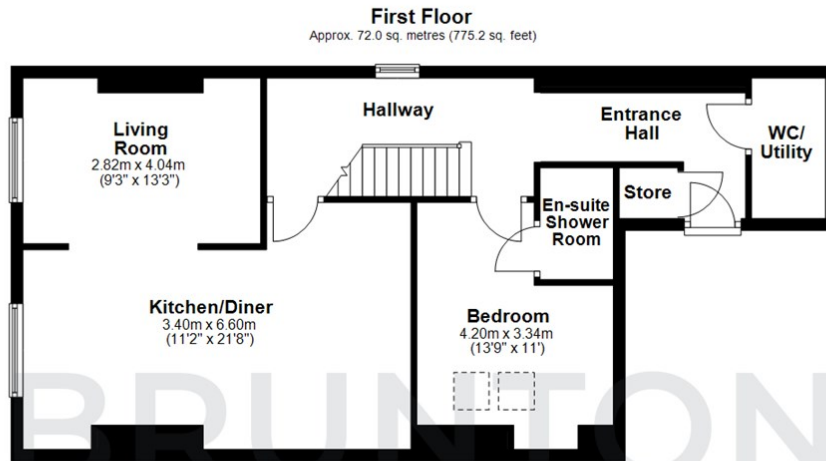 First Floor
Approx. 72.0 sq. metres (775.2 sq. feet)
Living
Room
2.82m x 4.04m
(9'3" x 13'3")
Hallway
Entrance
Hall
WC/
Utility
Store
En-suite
Shower
Room
Kitchen/Diner
3.40m x 6.60m
(11'2" x 21'8")
Bedroom
4.20m x 3.34m
(13'9" x 11')
BRUNTON